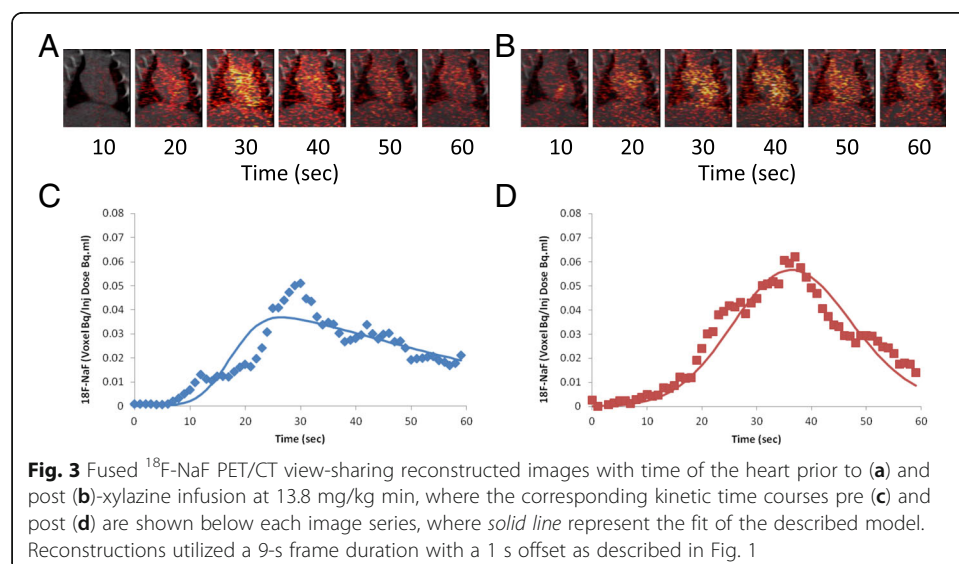 A
B
10 20 30 40 50 60
10 20 30 40 50 60
Time (sec)
Time (sec)
C
D
18F-NaF (Voxel Bq/Inj Dose Bq.ml)
0.08
0.07
0.06
0.05
0.04
0.03
0.02
0.01
0
0 10 20 30 40 50 60
Time (sec)
18F-NaF (Voxel Bq/Inj Dose Bq.ml)
0.08
0.07
0.06
0.05
0.04
0.03
0.02
0.01
0
0 10 20 30 40 50 60
Time (sec)
Fig. 3 Fused ¹⁸F-NaF PET/CT view-sharing reconstructed images with time of the heart prior to (a) and
post (b)-xylazine infusion at 13.8 mg/kg min, where the corresponding kinetic time courses pre (c) and
post (d) are shown below each image series, where solid line represent the fit of the described model.
Reconstructions utilized a 9-s frame duration with a 1 s offset as described in Fig. 1